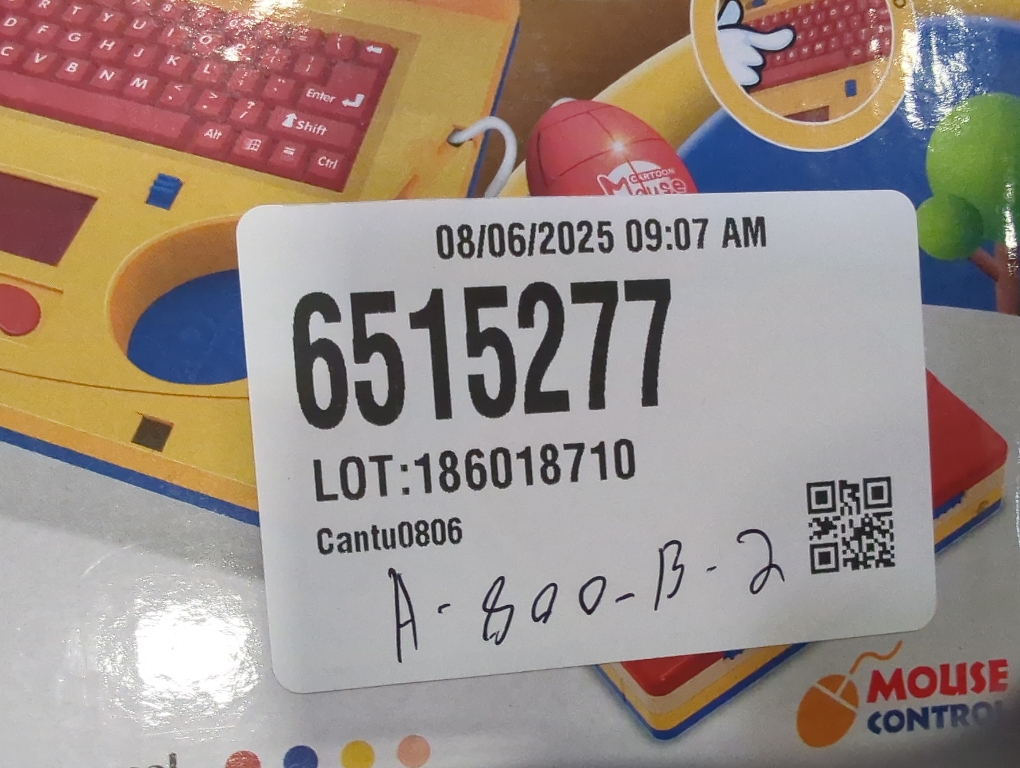 Enter
Shift
Alt
Ctrl
CARTOON
Mouse
08/06/2025 09:07 AM
6515277
LOT:186018710
Cantu0806
A-800-B-2
MOUSE
CONTROL